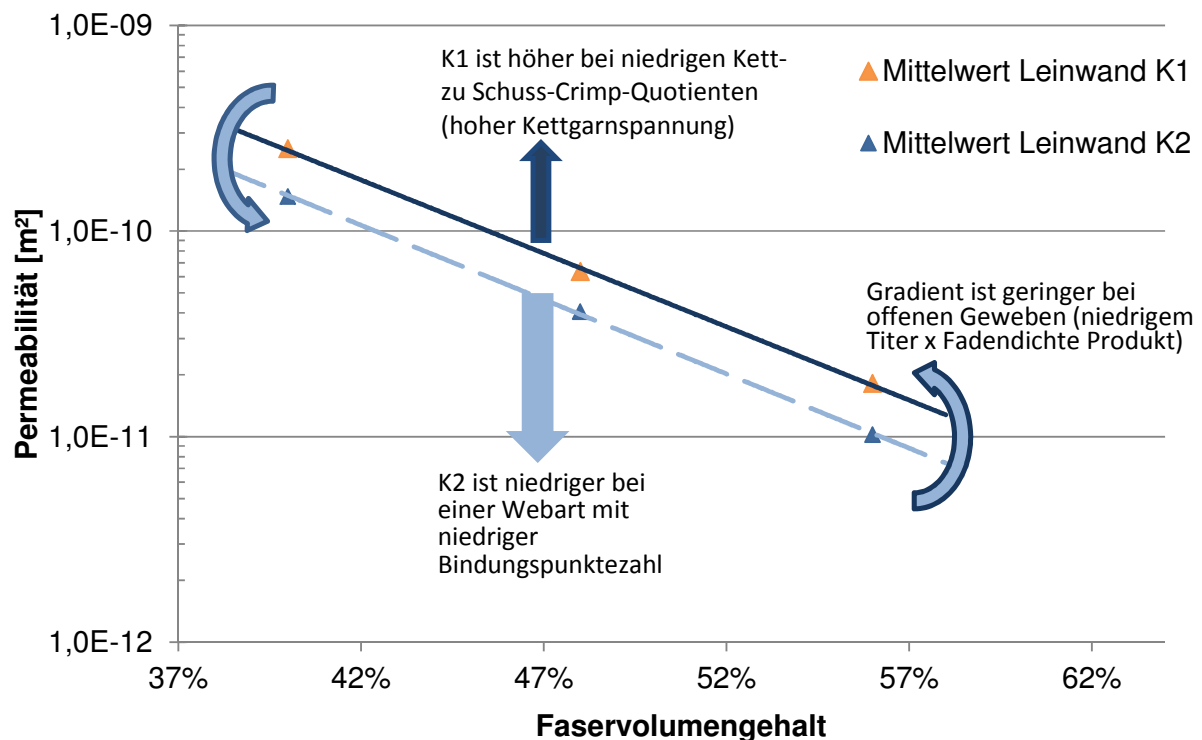 1,0E-09
K1 ist höher bei niedrigen Kett-
zu Schuss-Crimp-Quotienten
(hoher Kettgarnspannung)
Mittelwert Leinwand K1
Mittelwert Leinwand K2
1,0E-10
Permeabilität [m²]
Gradient ist geringer bei
offenen Geweben (niedrigem
Titer x Fadendichte Produkt)
1,0E-11
K2 ist niedriger bei
einer Webart mit
niedriger
Bindungspunktezahl
1,0E-12
37% 42% 47% 52% 57% 62%
Faservolumengehalt